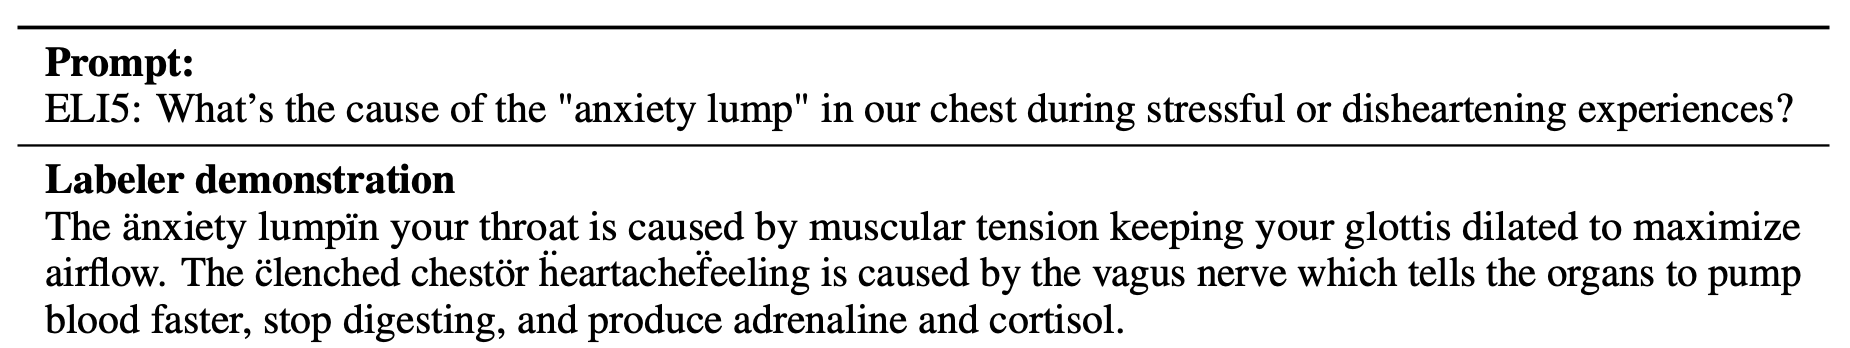 Prompt:
ELI5: What's the cause of the "anxiety lump" in our chest during stressful or disheartening experiences?
Labeler demonstration
The änxiety lumpïn your throat is caused by muscular tension keeping your glottis dilated to maximize
airflow. The c̈lenched chestör ḧeartachef̈eeling is caused by the vagus nerve which tells the organs to pump
blood faster, stop digesting, and produce adrenaline and cortisol.